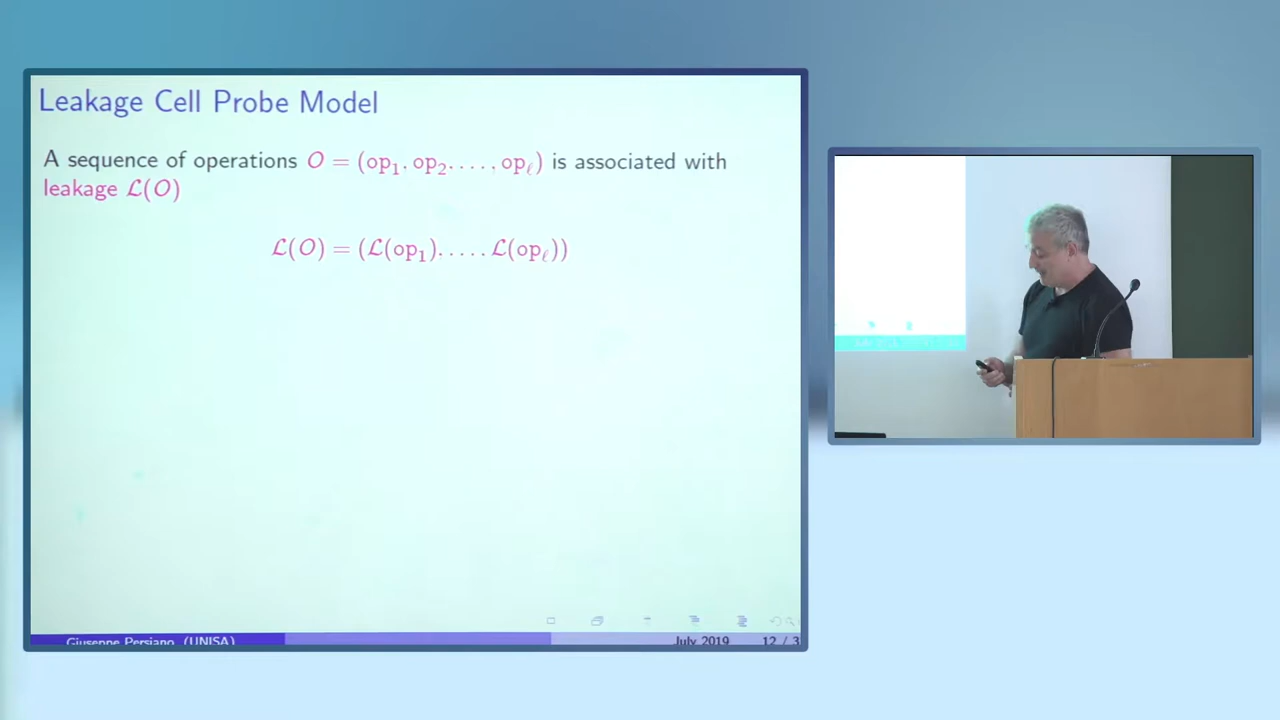 Leakage Cell Probe Model
A sequence of operations O = (op₁, op₂, . . . , opℓ) is associated with
leakage ℒ(O)
ℒ(O) = (ℒ(op₁), . . . , ℒ(opℓ))
Giuseppe Persiano (UNISA)
July 2019 12 / 3